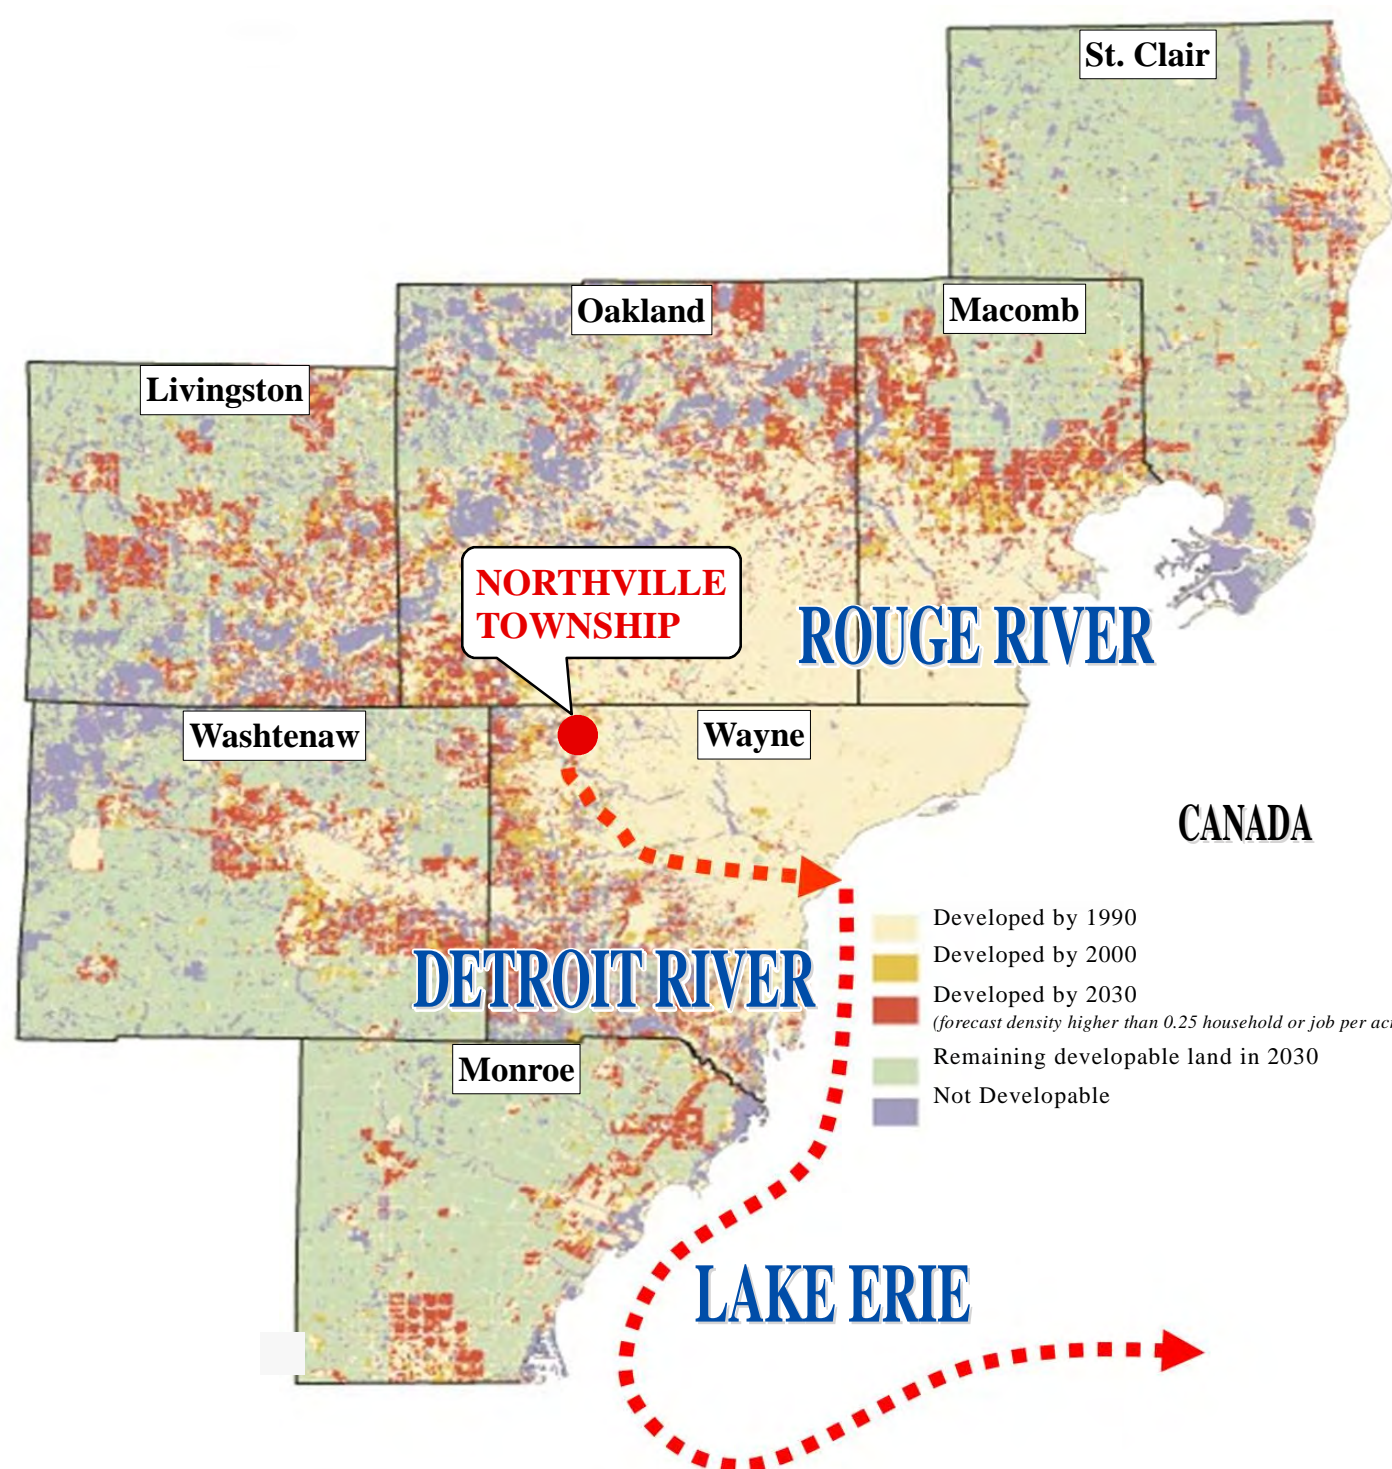 St. Clair
Oakland
Macomb
Livingston
NORTHVILLE
TOWNSHIP
ROUGE RIVER
Washtenaw
Wayne
CANADA
Developed by 1990
Developed by 2000
DETROIT RIVER
Developed by 2030
(forecast density higher than 0.25 household or job per acr
Remaining developable land in 2030
Monroe
Not Developable
LAKE ERIE